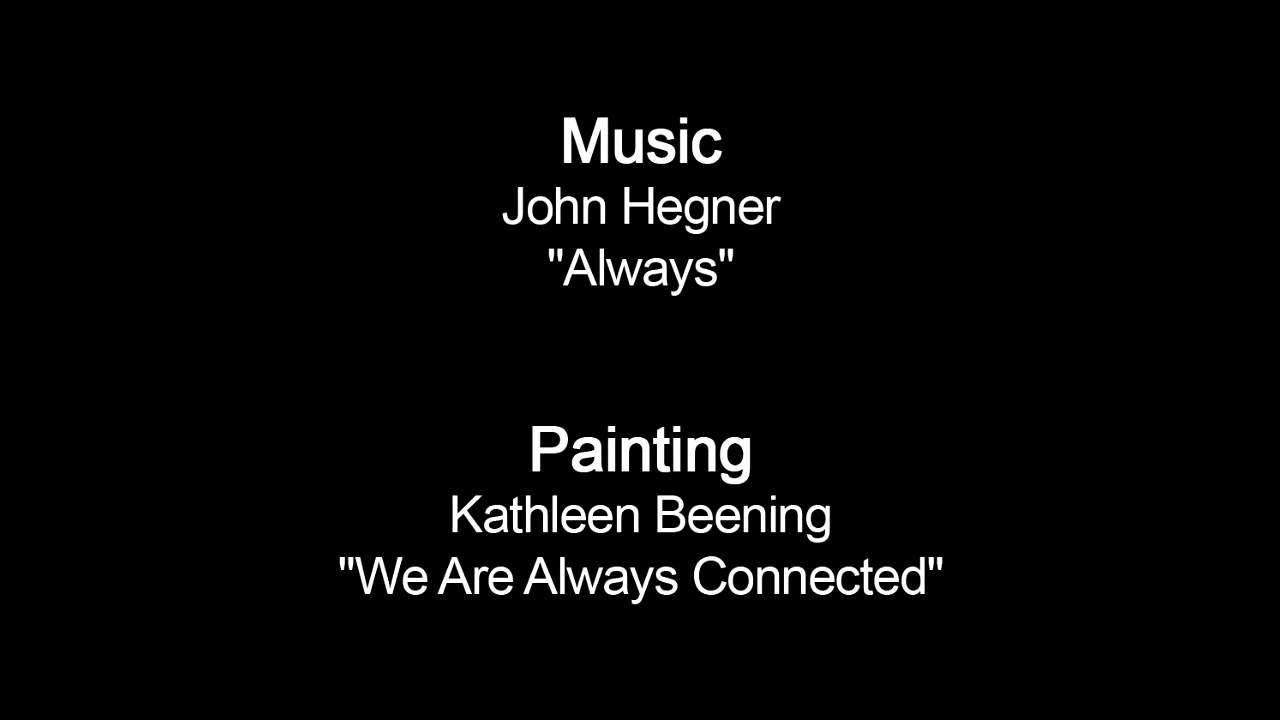 Music
John Hegner
"Always"
Painting
Kathleen Beening
"We Are Always Connected"